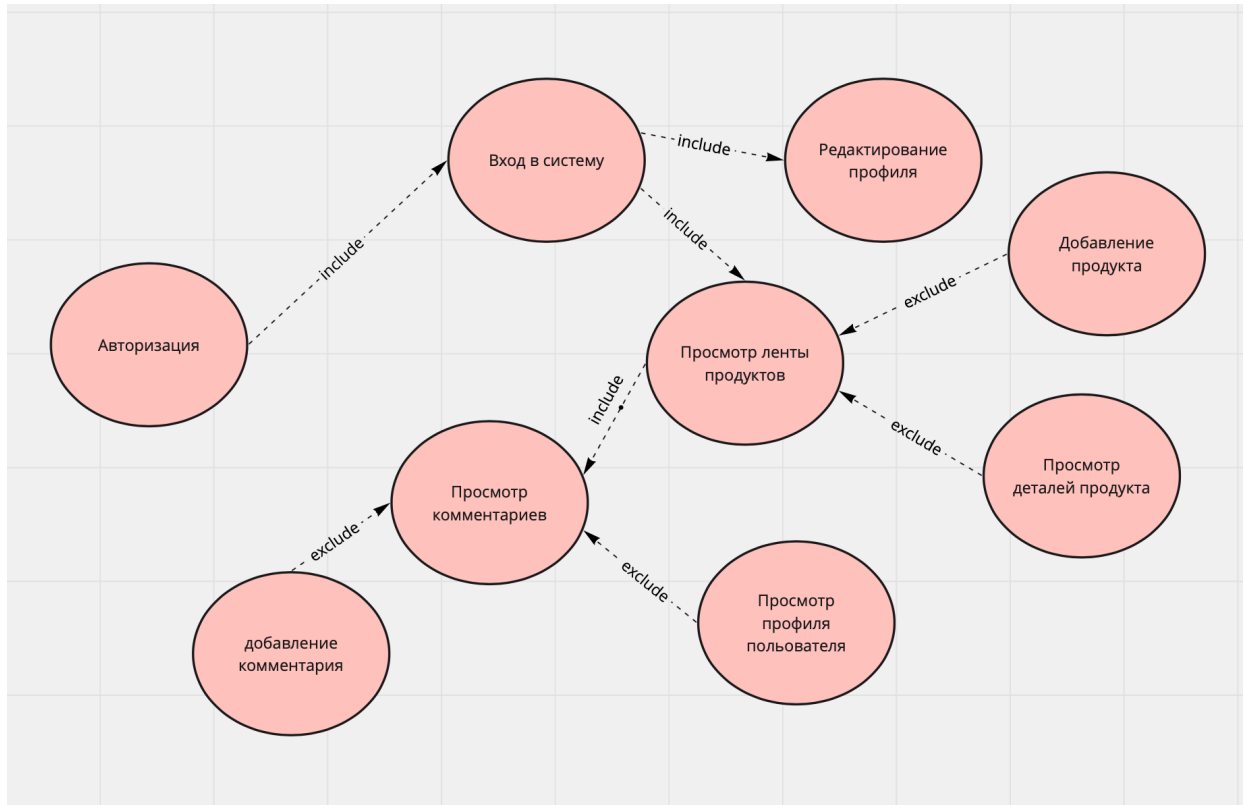 Вход в систему
include
Редактирование
профиля
include
Добавление
продукта
include
exclude
Авторизация
Просмотр ленты
продуктов
include
exclude
Просмотр
деталей продукта
Просмотр
комментариев
exclude
exclude
Просмотр
профиля
польователя
добавление
комментария